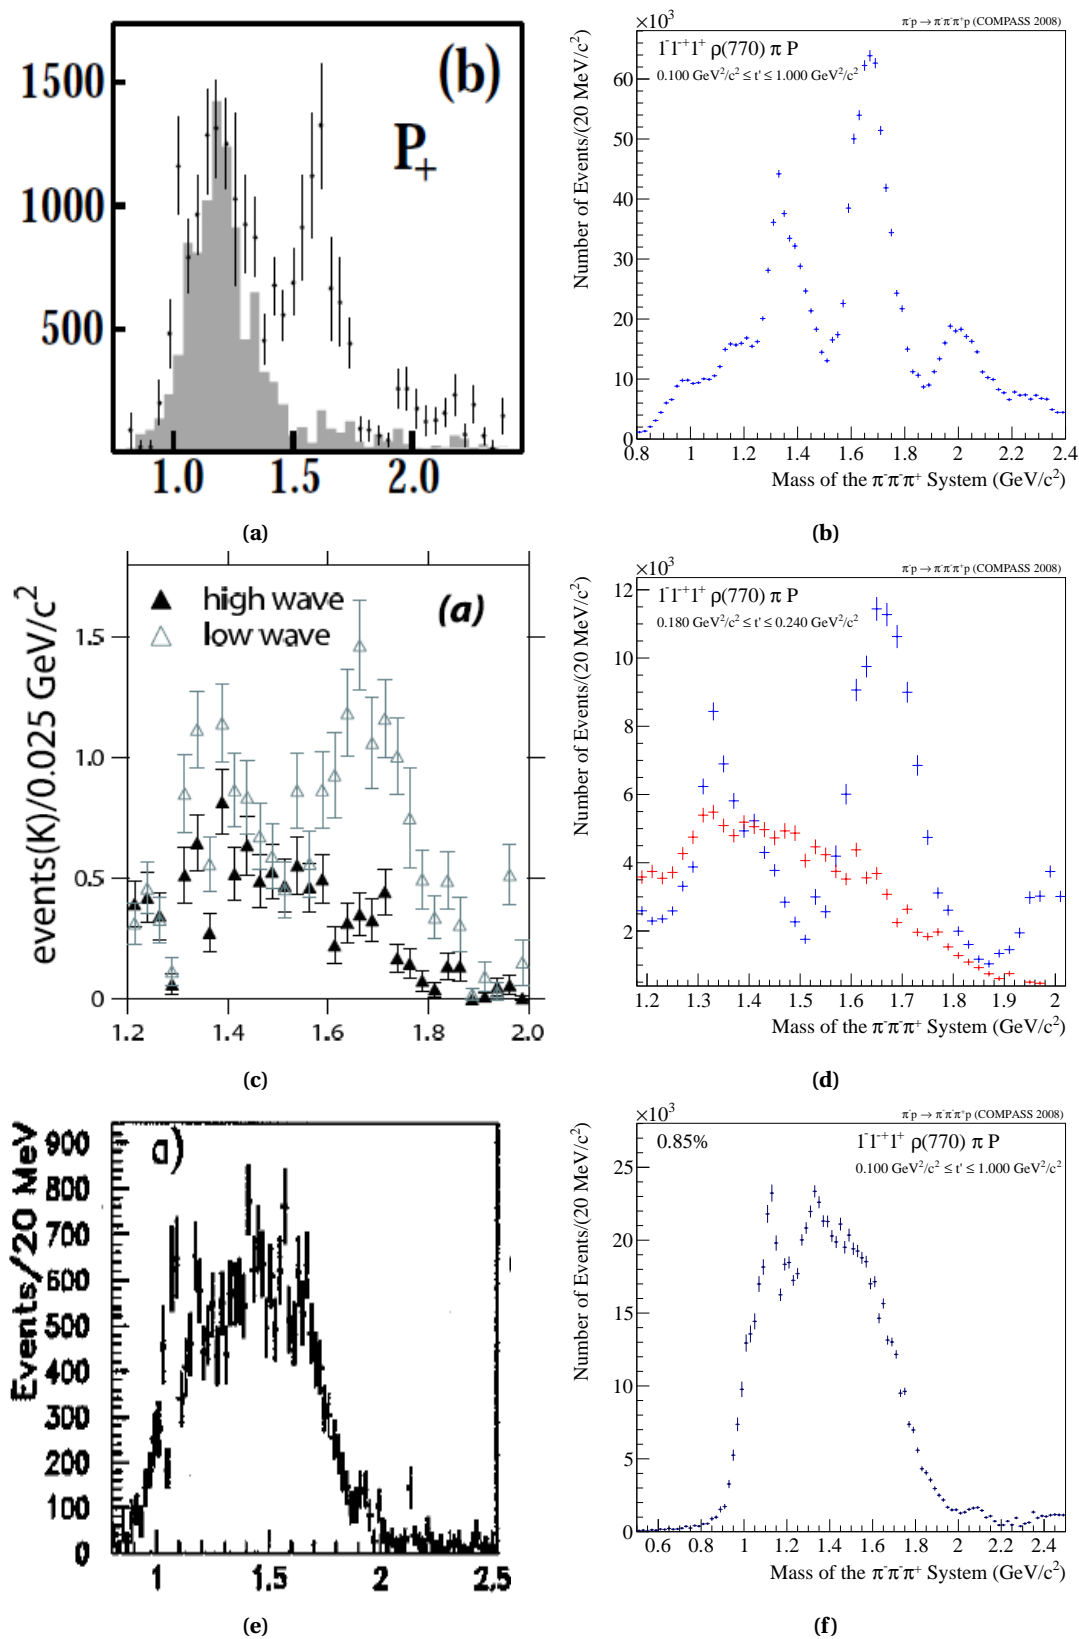 (b)
P+
1500
1000
500
1.0 1.5 2.0
(a)
×10³
π⁻p → π⁻π⁻π⁺p (COMPASS 2008)
1⁻1⁻⁺1⁺ ρ(770) π P
0.100 GeV²/c² ≤ t' ≤ 1.000 GeV²/c²
Number of Events/(20 MeV/c²)
60
50
40
30
20
10
0
0.8 1 1.2 1.4 1.6 1.8 2 2.2 2.4
Mass of the π⁻π⁻π⁺ System (GeV/c²)
(b)
events(K)/0.025 GeV/c²
high wave
low wave
(a)
1.5
1.0
0.5
0
1.2 1.4 1.6 1.8 2.0
(c)
×10³
π⁻p → π⁻π⁻π⁺p (COMPASS 2008)
1⁻1⁻⁺1⁺ ρ(770) π P
0.180 GeV²/c² ≤ t' ≤ 0.240 GeV²/c²
Number of Events/(20 MeV/c²)
12
10
8
6
4
2
1.2 1.3 1.4 1.5 1.6 1.7 1.8 1.9 2
Mass of the π⁻π⁻π⁺ System (GeV/c²)
(d)
Events/20 MeV
a)
900
800
700
600
500
400
300
200
100
0
1 1.5 2 2.5
(e)
×10³
π⁻p → π⁻π⁻π⁺p (COMPASS 2008)
0.85%
1⁻1⁻⁺1⁺ ρ(770) π P
0.100 GeV²/c² ≤ t' ≤ 1.000 GeV²/c²
Number of Events/(20 MeV/c²)
25
20
15
10
5
0
0.6 0.8 1 1.2 1.4 1.6 1.8 2 2.2 2.4
Mass of the π⁻π⁻π⁺ System (GeV/c²)
(f)